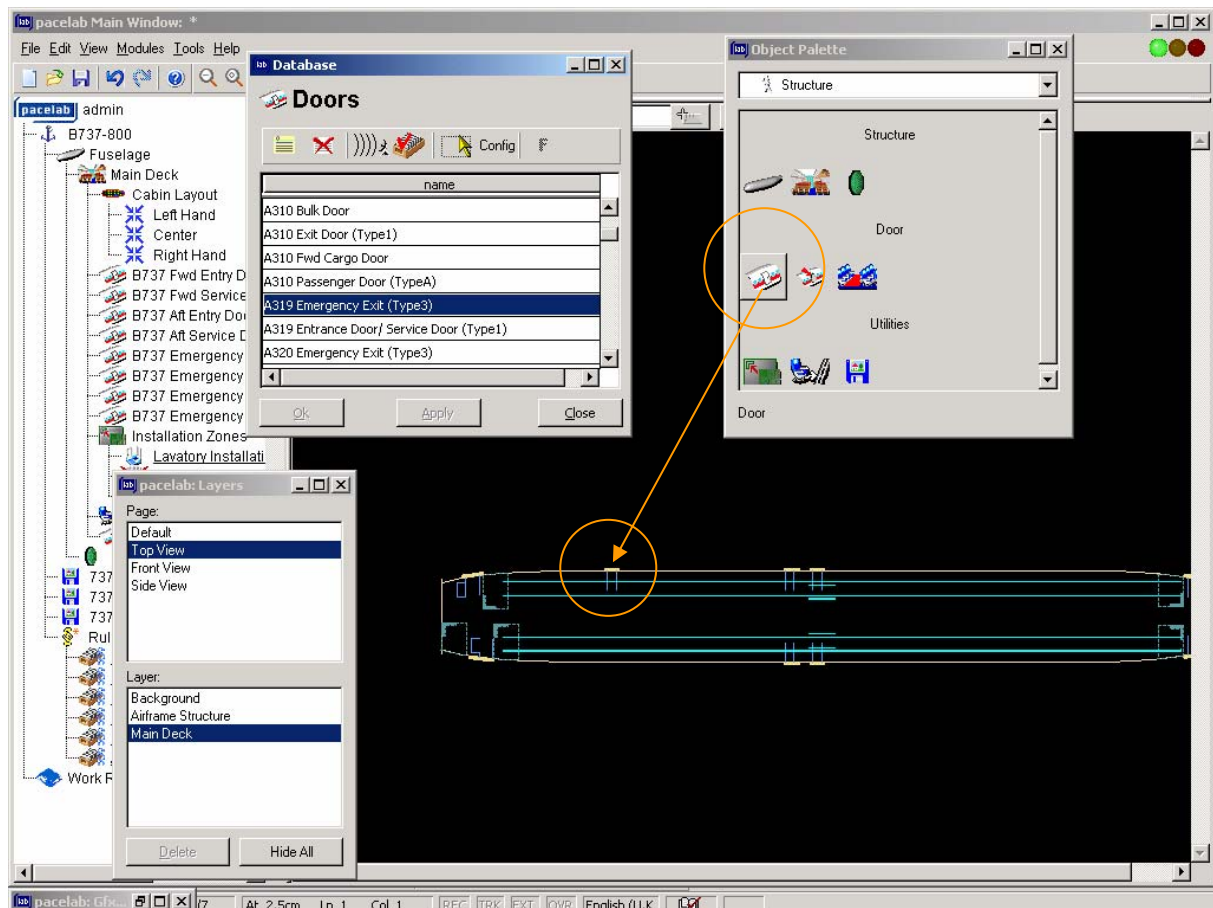 pacelab Main Window: *
File Edit View Modules Tools Help
pacelab admin
B737-800
Fuselage
Main Deck
Cabin Layout
Left Hand
Center
Right Hand
B737 Fwd Entry D
B737 Fwd Service
B737 Aft Entry Do
B737 Aft Service D
B737 Emergency
B737 Emergency
B737 Emergency
B737 Emergency
Installation Zones
Lavatory Installati
737
737
737
Rul
Work R
Database
Doors
Config
name
A310 Bulk Door
A310 Exit Door (Type1)
A310 Fwd Cargo Door
A310 Passenger Door (TypeA)
A319 Emergency Exit (Type3)
A319 Entrance Door/ Service Door (Type1)
A320 Emergency Exit (Type3)
Ok Apply Close
Object Palette
Structure
Structure
Door
Utilities
Door
pacelab: Layers
Page:
Default
Top View
Front View
Side View
Layer:
Background
Airframe Structure
Main Deck
Delete Hide All
pacelab: Gfx... /7 At 2.5cm Ln 1 Col 1 REC TRK EXT OVR English (U.K